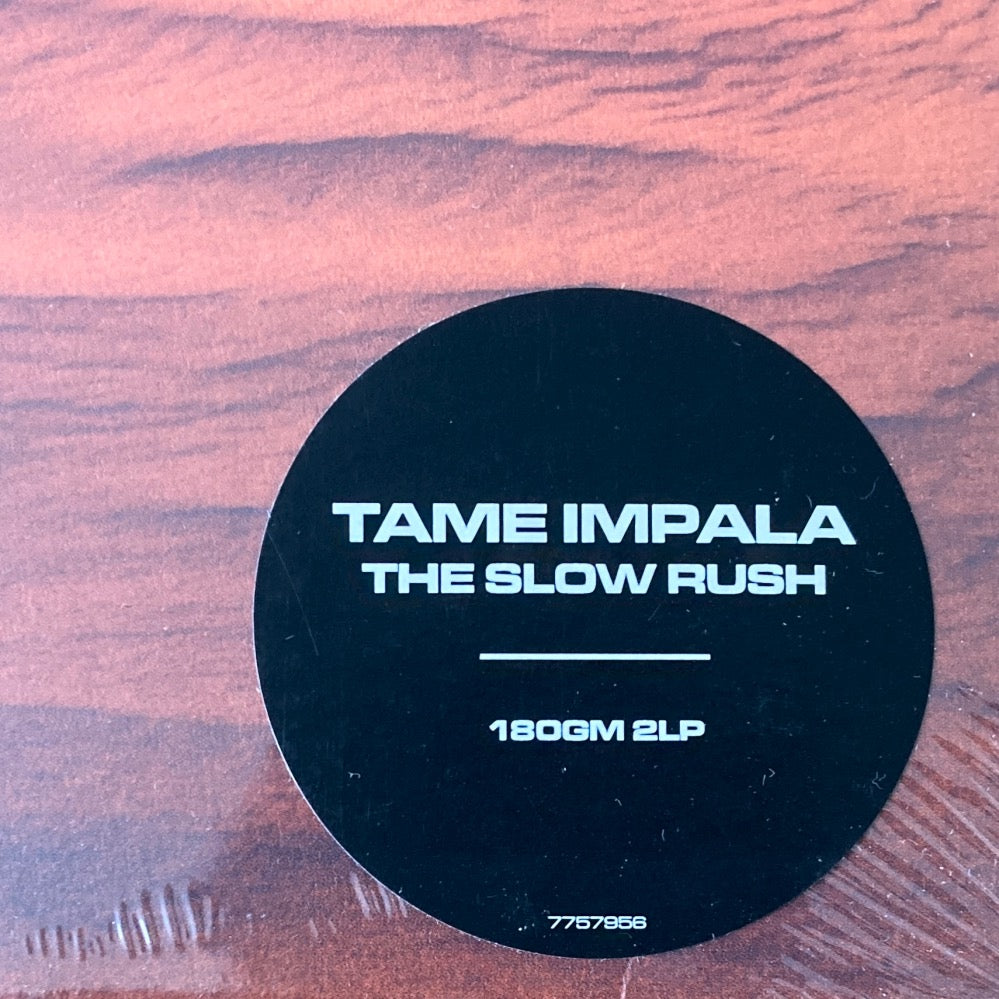 TAME IMPALA
THE SLOW RUSH
180GM 2LP
7757956